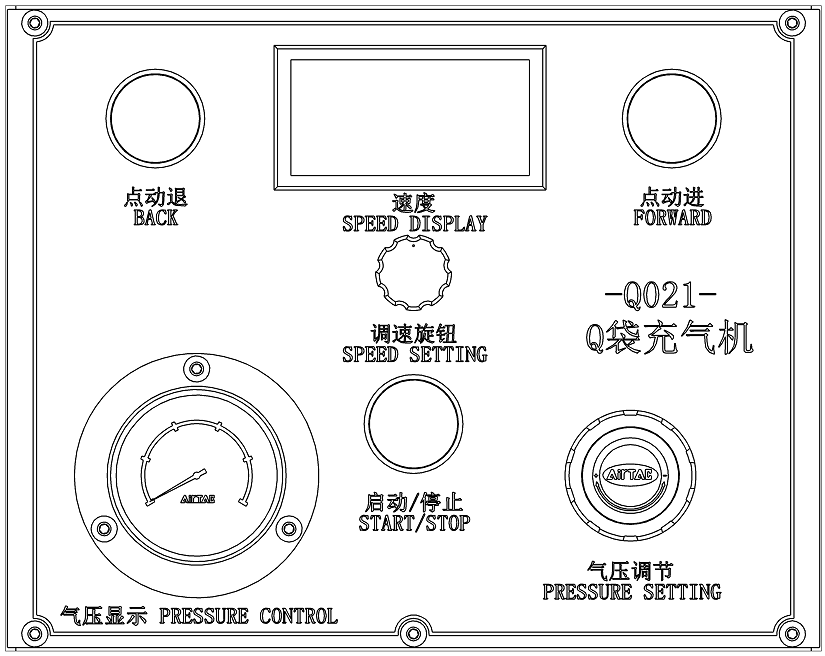 点动退
BACK
速度
SPEED DISPLAY
点动进
FORWARD
-Q021-
Q袋充气机
调速旋钮
SPEED SETTING
AirTAC
启动/停止
START/STOP
AirTAC
气压调节
PRESSURE SETTING
气压显示 PRESSURE CONTROL